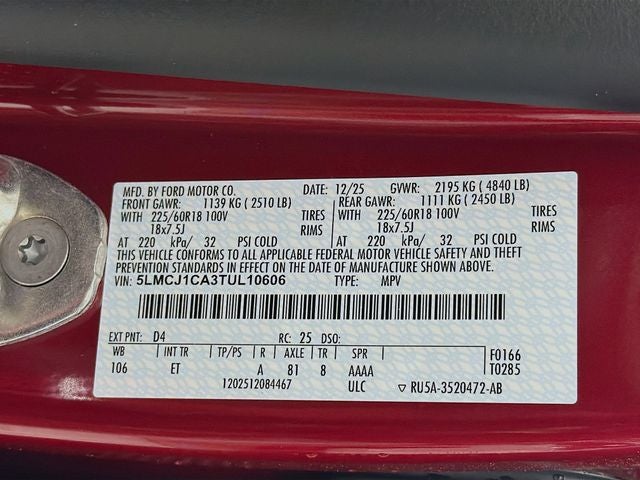 MFD. BY FORD MOTOR CO. DATE: 12/25 GVWR: 2195 KG ( 4840 LB)
FRONT GAWR: 1139 KG ( 2510 LB) REAR GAWR: 1111 KG ( 2450 LB)
WITH 225/60R18 100V TIRES WITH 225/60R18 100V TIRES
18x7.5J RIMS 18x7.5J RIMS
AT 220 kPa/ 32 PSI COLD AT 220 kPa/ 32 PSI COLD
THIS VEHICLE CONFORMS TO ALL APPLICABLE FEDERAL MOTOR VEHICLE SAFETY AND THEFT
PREVENTION STANDARDS IN EFFECT ON THE DATE OF MANUFACTURE SHOWN ABOVE.
VIN: 5LMCJ1CA3TUL10606 TYPE: MPV
EXT PNT: D4 RC: 25 DSO:
WB INT TR TP/PS R AXLE TR SPR F0166
106 ET A 81 8 AAAA T0285
1202512084467 ULC ▽ RU5A-3520472-AB